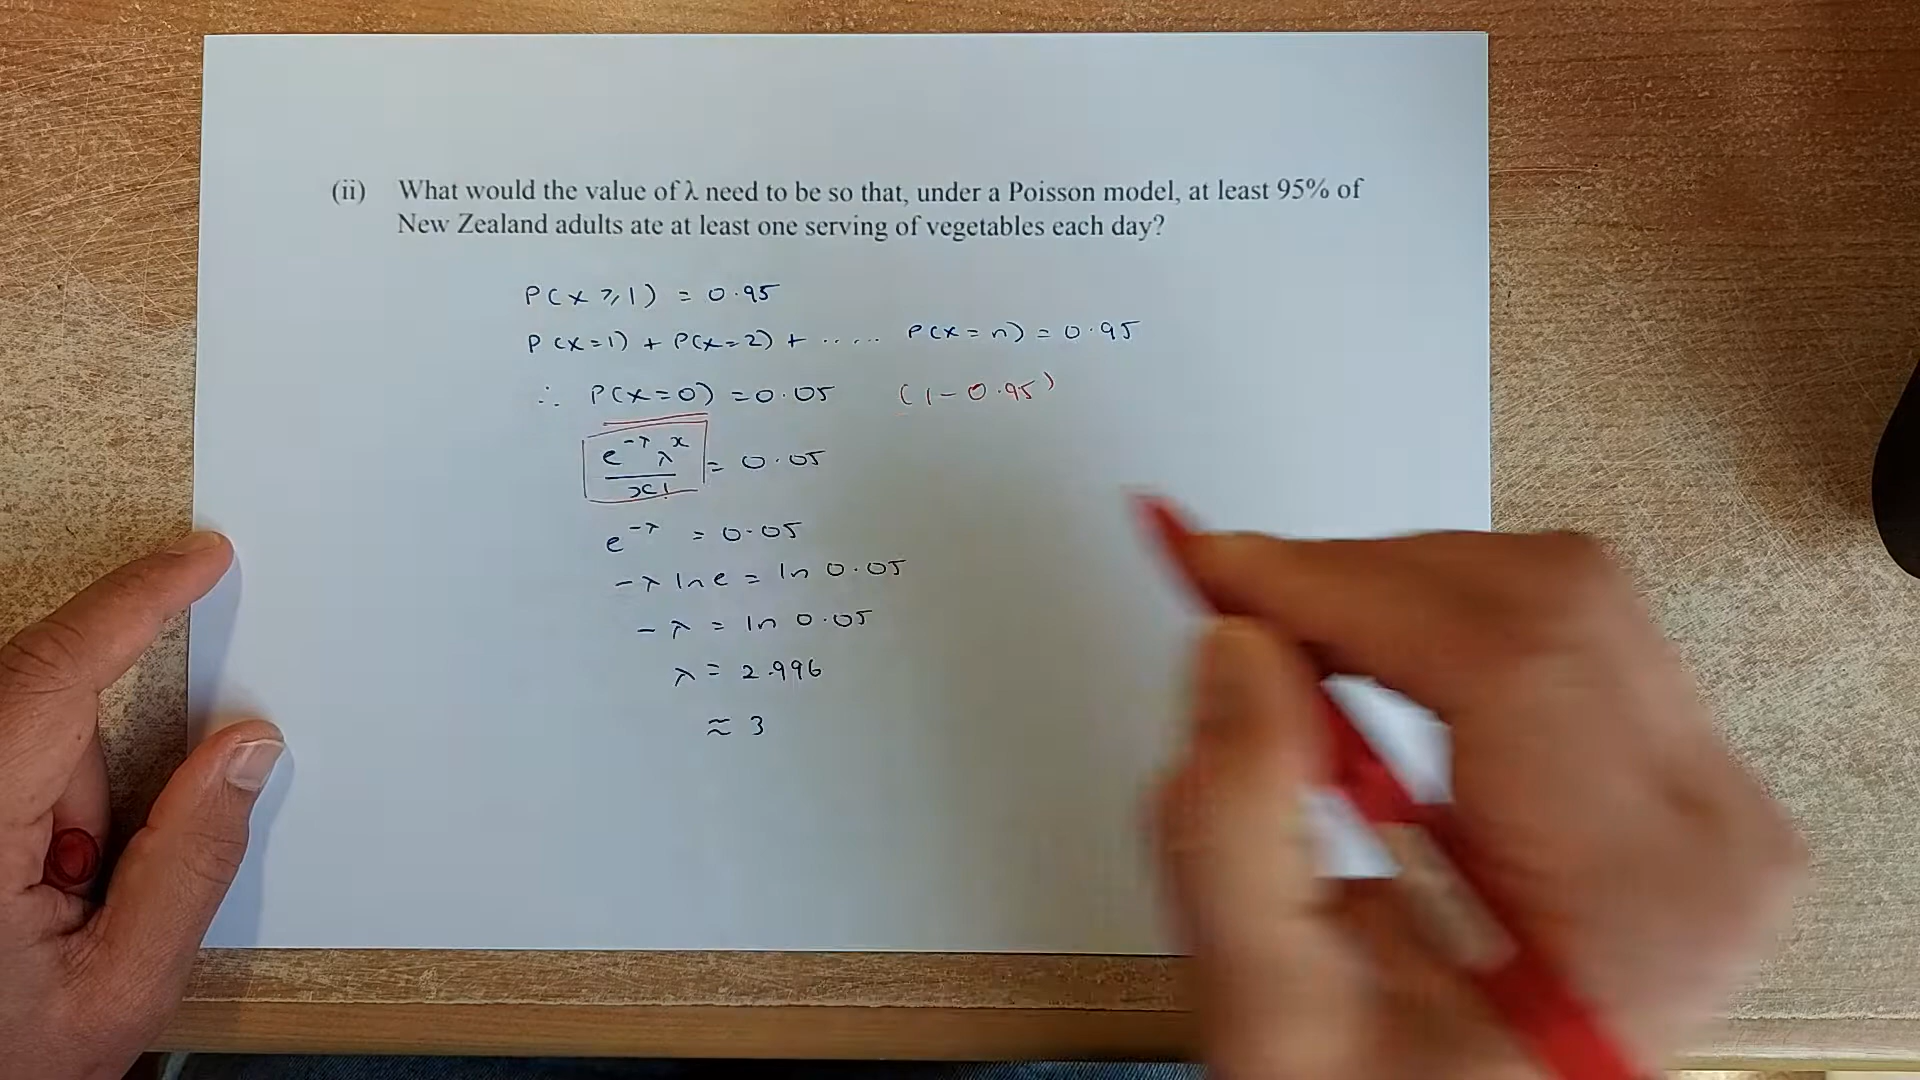 (ii) What would the value of λ need to be so that, under a Poisson model, at least 95% of
New Zealand adults ate at least one serving of vegetables each day?
P(x ⩾ 1) = 0.95
P(x=1) + P(x=2) + ..... P(x=n) = 0.95
∴ P(x=0) = 0.05 (1-0.95)
e^-λ λ^x / x! = 0.05
e^-λ = 0.05
-λ ln e = ln 0.05
-λ = ln 0.05
λ = 2.996
≈ 3